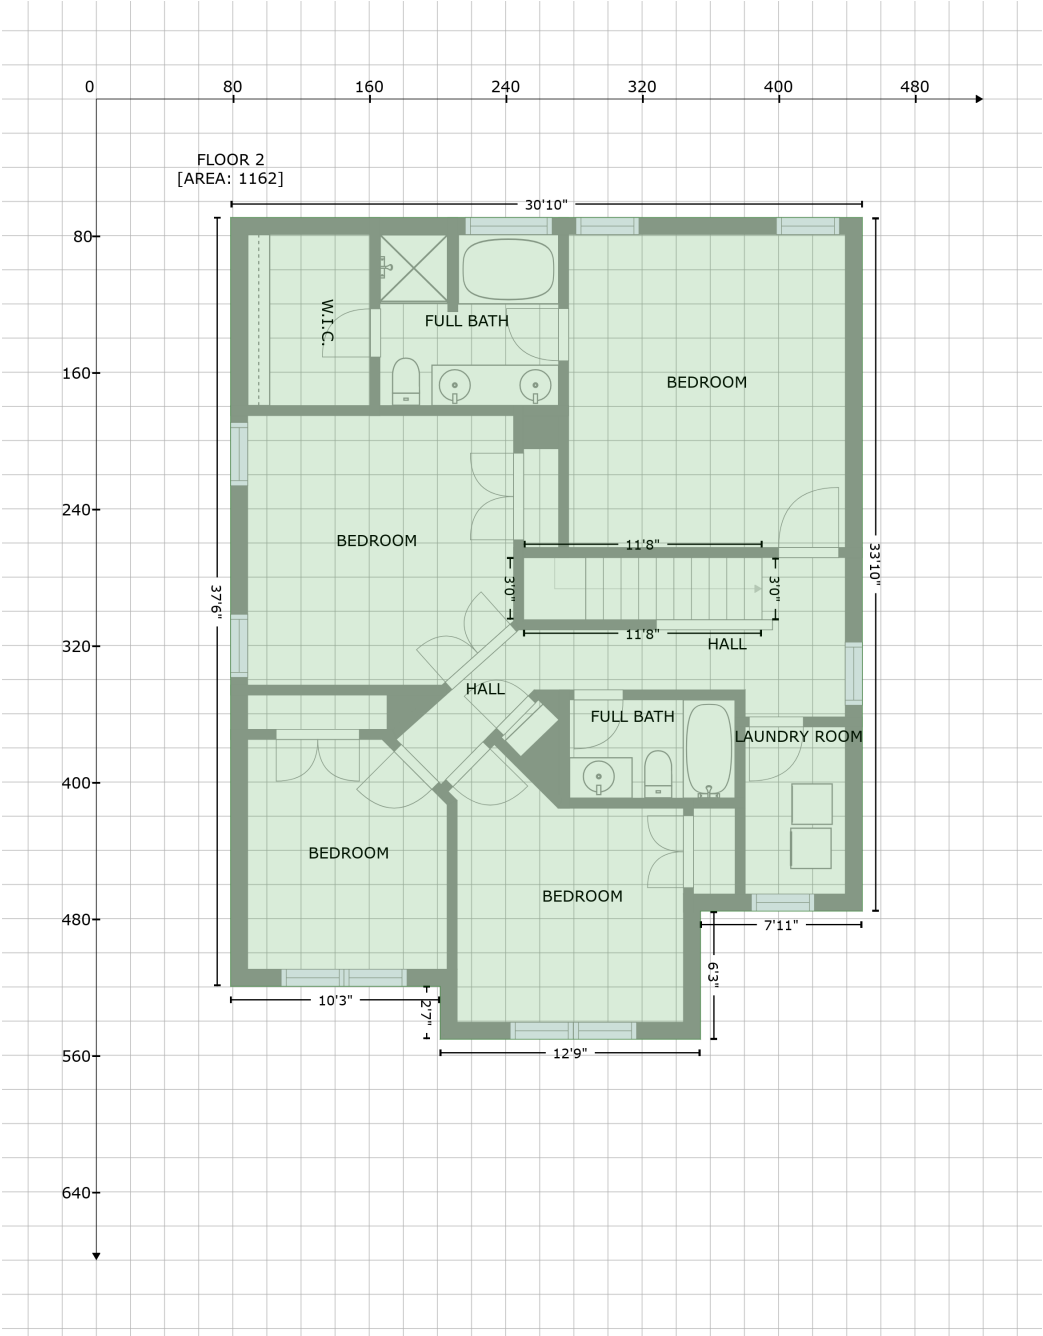 0
80
160
240
320
400
480
FLOOR 2
[AREA: 1162]
30'10"
80
W.I.C.
FULL BATH
160
BEDROOM
240
BEDROOM
11'8"
33'10"
3'0"
3'0"
37'6"
11'8"
320
HALL
HALL
FULL BATH
LAUNDRY ROOM
400
BEDROOM
BEDROOM
480
7'11"
6'3"
10'3"
2'7"
560
12'9"
640